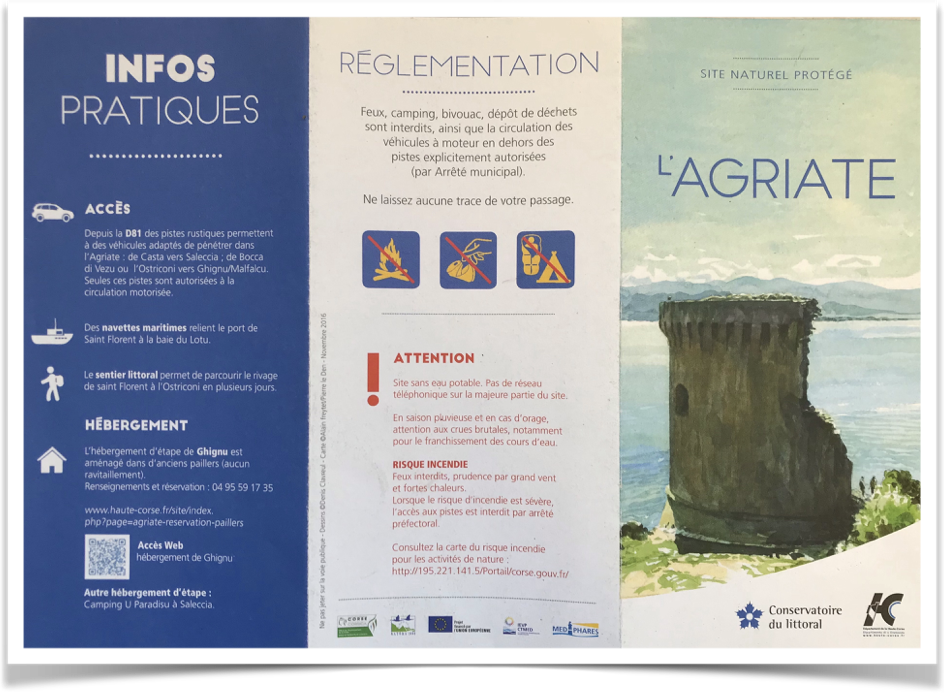 INFOS
PRATIQUES
ACCÈS
Depuis la D81 des pistes rustiques permettent
à des véhicules adaptés de pénétrer dans
l'Agriate : de Casta vers Saleccia ; de Bocca
di Vezu ou l'Ostriconi vers Ghignu/Malfalcu.
Seules ces pistes sont autorisées à la
circulation motorisée.
Des navettes maritimes relient le port de
Saint Florent à la baie du Lotu.
Le sentier littoral permet de parcourir le rivage
de saint Florent à l'Ostriconi en plusieurs jours.
HÉBERGEMENT
L'hébergement d'étape de Ghignu est
aménagé dans d'anciens paillers (aucun
ravitaillement).
Renseignements et réservation : 04 95 59 17 35
www.haute-corse.fr/site/index.
php?page=agriate-reservation-paillers
Accès Web
hébergement de Ghignu
Autre hébergement d'étape :
Camping U Paradisu à Saleccia.
RÉGLEMENTATION
Feux, camping, bivouac, dépôt de déchets
sont interdits, ainsi que la circulation des
véhicules à moteur en dehors des
pistes explicitement autorisées
(par Arrêté municipal).
Ne laissez aucune trace de votre passage.
ATTENTION
Site sans eau potable. Pas de réseau
téléphonique sur la majeure partie du site.
En saison pluvieuse et en cas d'orage,
attention aux crues brutales, notamment
pour le franchissement des cours d'eau.
RISQUE INCENDIE
Feux interdits, prudence par grand vent
et fortes chaleurs.
Lorsque le risque d'incendie est sévère,
l'accès aux pistes est interdit par arrêté
préfectoral.
Consultez la carte du risque incendie
pour les activités de nature :
http://195.221.141.5/Portail/corse.gouv.fr/
Ne pas jeter sur la voie publique - Dessins ©Denis Clavreul - Carte ©Alain Freytet/Pierre le Den - Novembre 2016
CORSE
L'UNION EUROPÉENNE
MED PHARES
SITE NATUREL PROTÉGÉ
L'AGRIATE
Conservatoire
du littoral